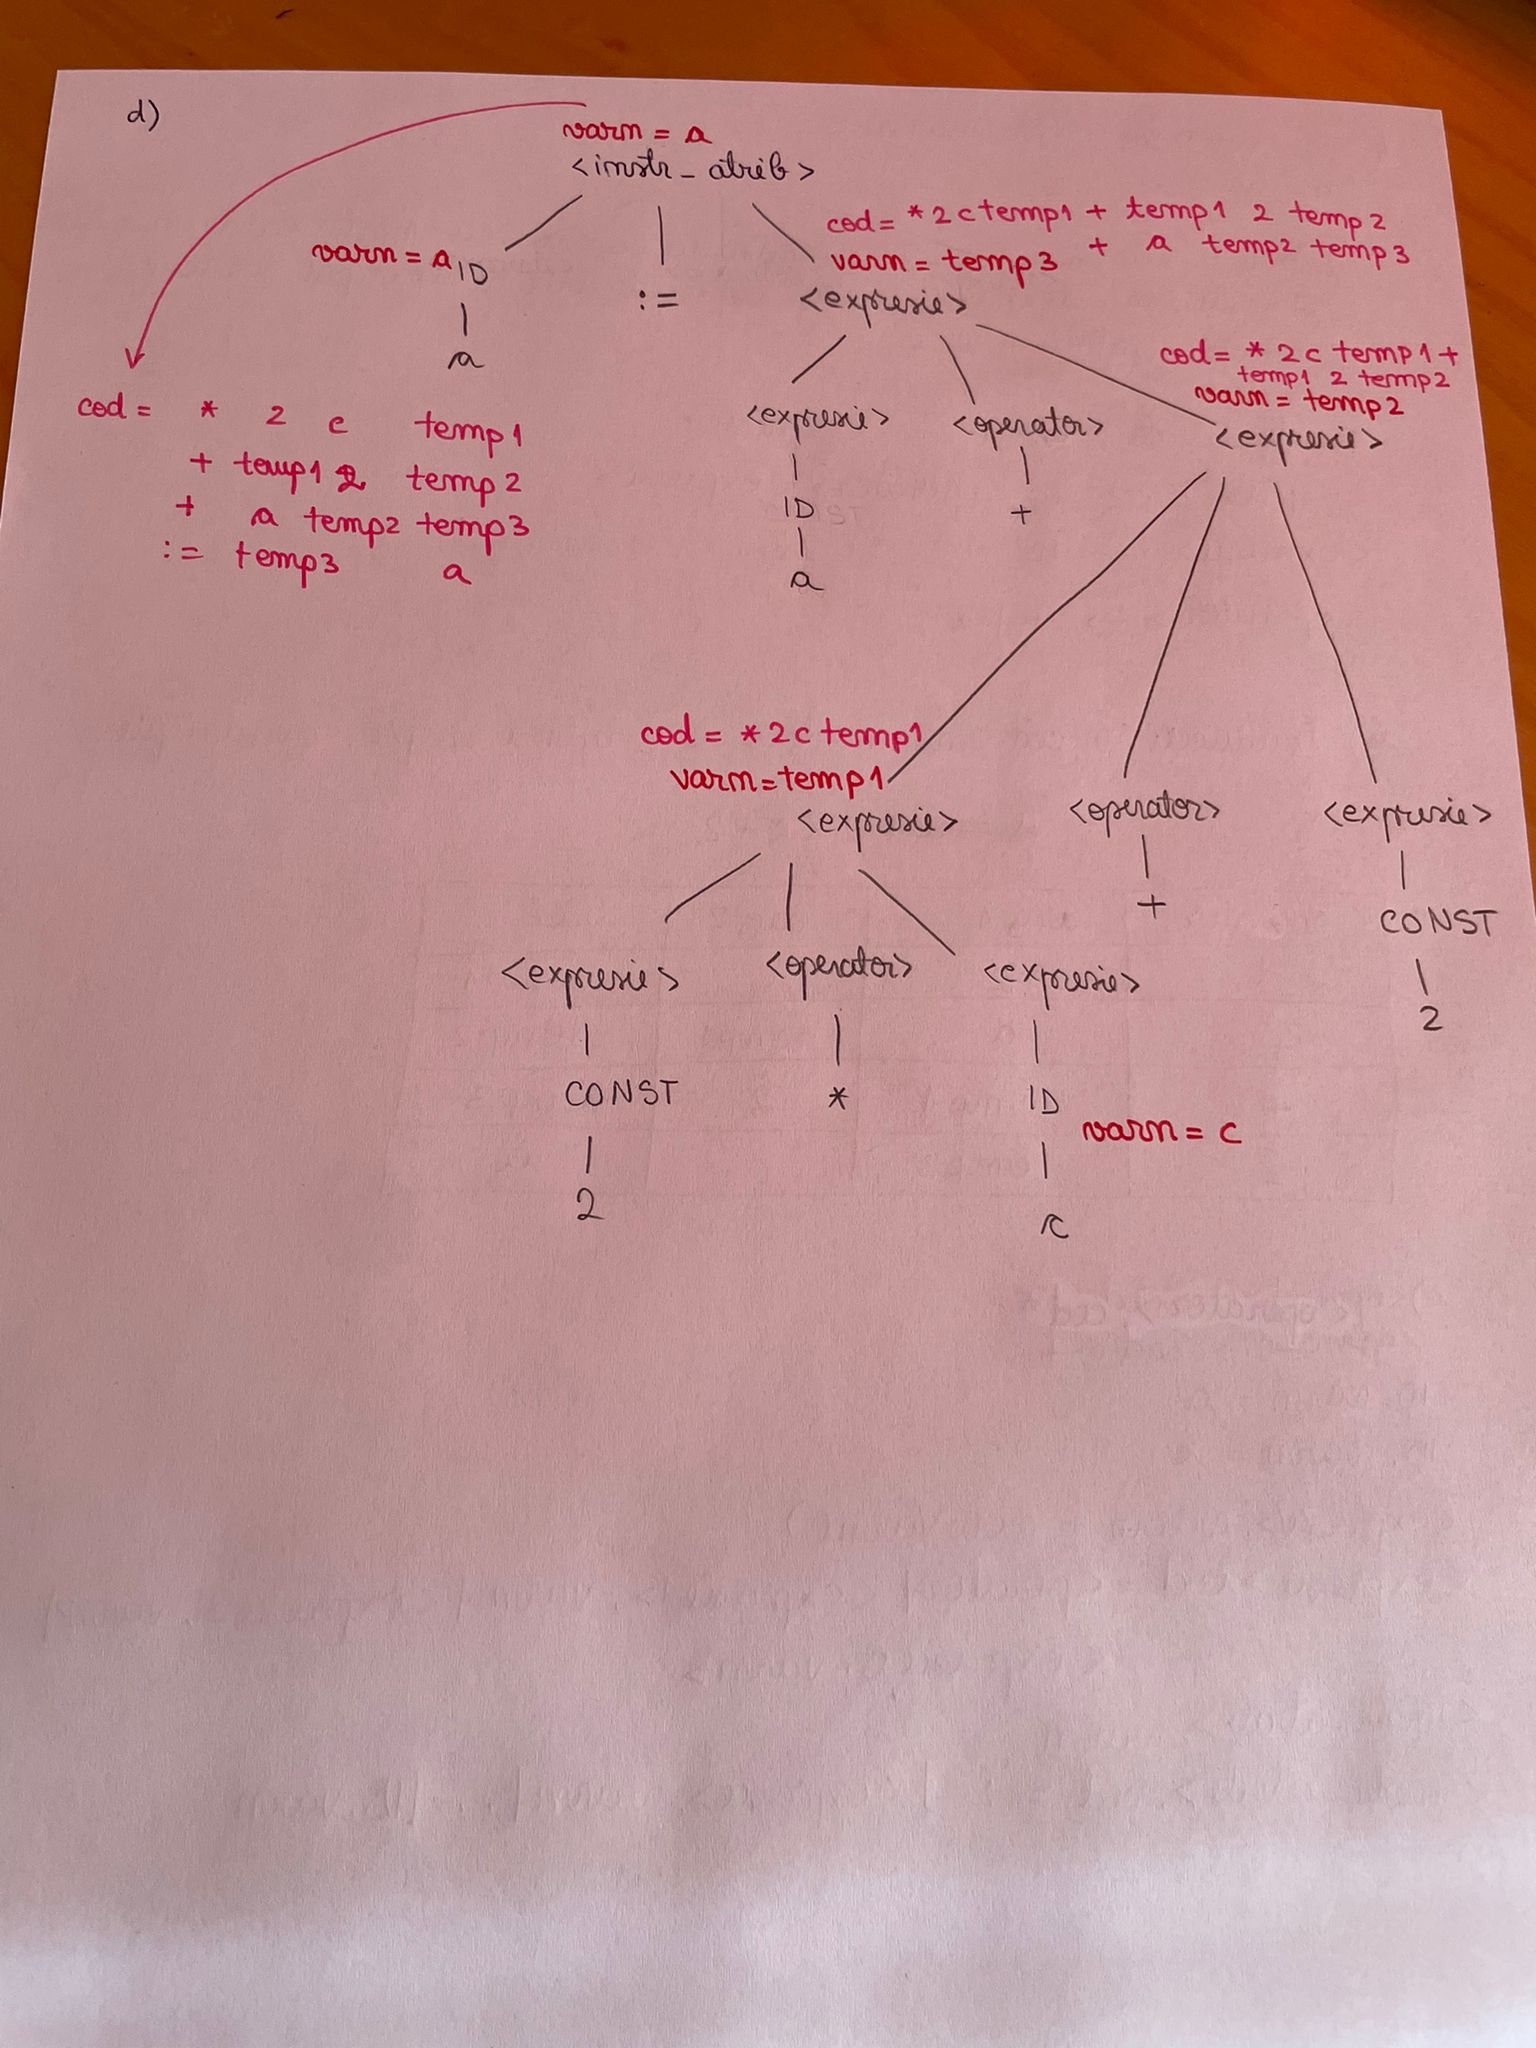 d)
varn = a
<instr_atrib>
cod = * 2 c temp1 + temp1 2 temp2
+ a temp2 temp3
varn = temp3
varn = a ID
:=
<expresie>
a
cod = * 2 c temp1 +
temp1 2 temp2
varn = temp2
<expresie> <operator> <expresie>
cod = * 2 c temp1
+ temp1 2 temp2
+ a temp2 temp3
:= temp3 a
ID +
a
cod = * 2 c temp1
varn = temp1
<expresie> <operator> <expresie>
+ CONST
<expresie> <operator> <expresie>
2
CONST * ID
varn = c
2 c